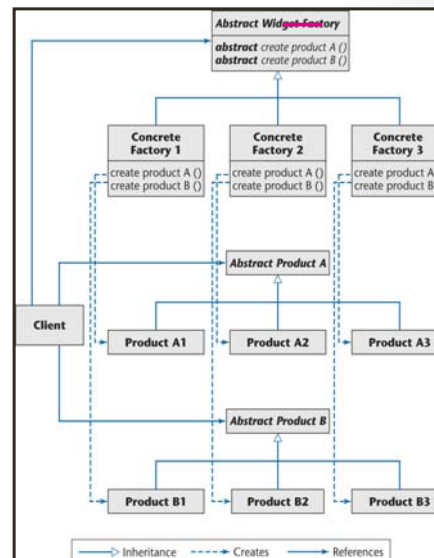 Abstract Widget Factory
abstract create product A ()
abstract create product B ()
Concrete
Factory 1
create product A ()
create product B ()
Concrete
Factory 2
create product A ()
create product B ()
Concrete
Factory 3
create product A
create product B
Abstract Product A
Client
Product A1
Product A2
Product A3
Abstract Product B
Product B1
Product B2
Product B3
Inheritance
Creates
References